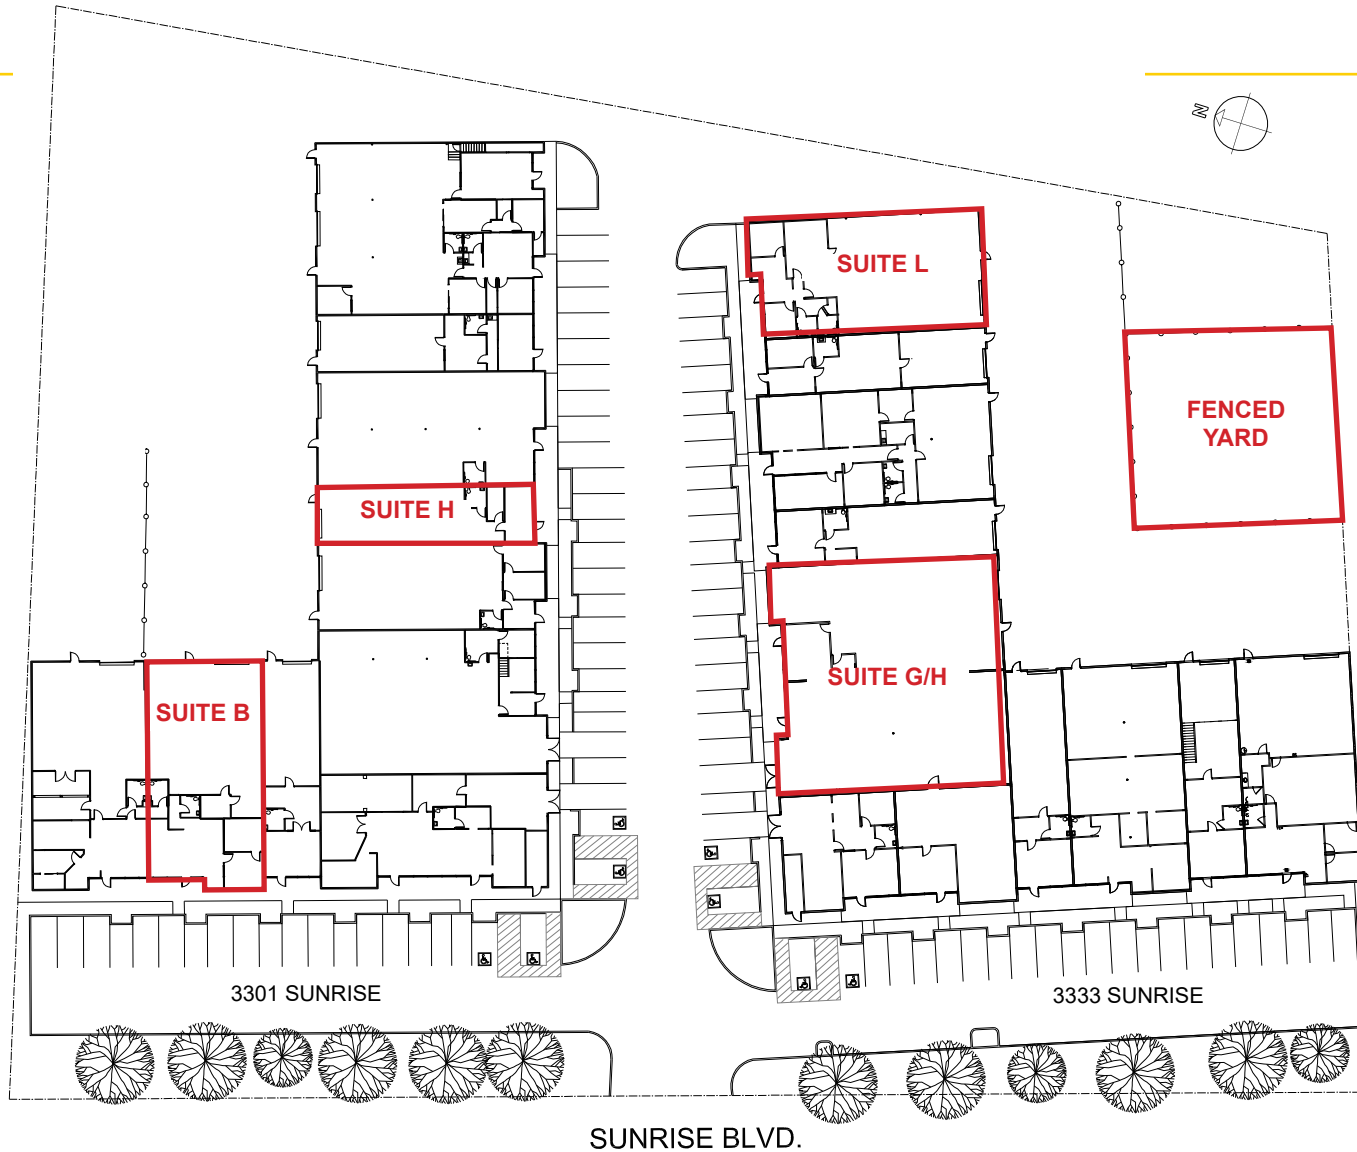 N
SUITE L
FENCED
YARD
SUITE H
SUITE G/H
SUITE B
3301 SUNRISE
3333 SUNRISE
SUNRISE BLVD.